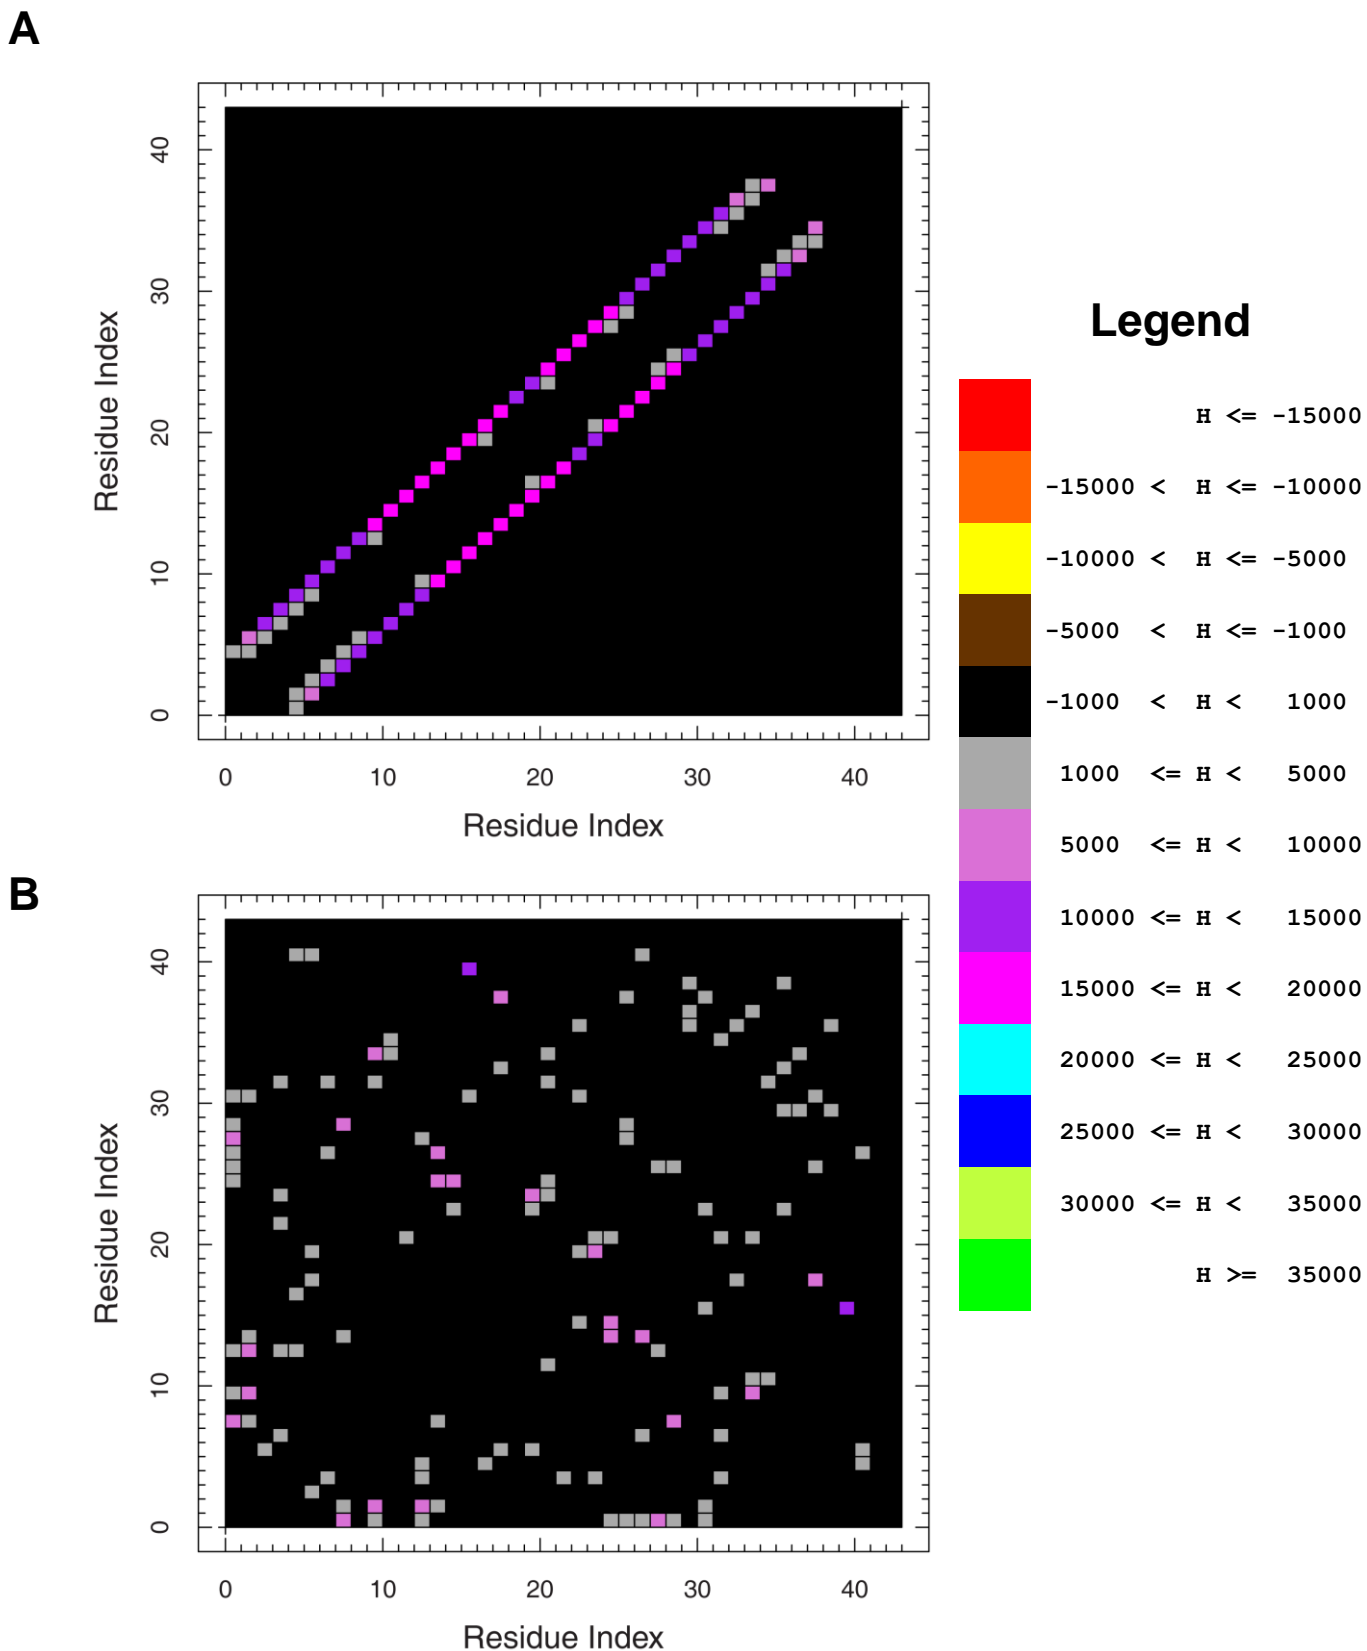 A
40
30
20
10
0
Residue Index
0 10 20 30 40
Residue Index
B
40
30
20
10
0
Residue Index
0 10 20 30 40
Residue Index
Legend
H <= -15000
-15000 < H <= -10000
-10000 < H <= -5000
-5000 < H <= -1000
-1000 < H < 1000
1000 <= H < 5000
5000 <= H < 10000
10000 <= H < 15000
15000 <= H < 20000
20000 <= H < 25000
25000 <= H < 30000
30000 <= H < 35000
H >= 35000